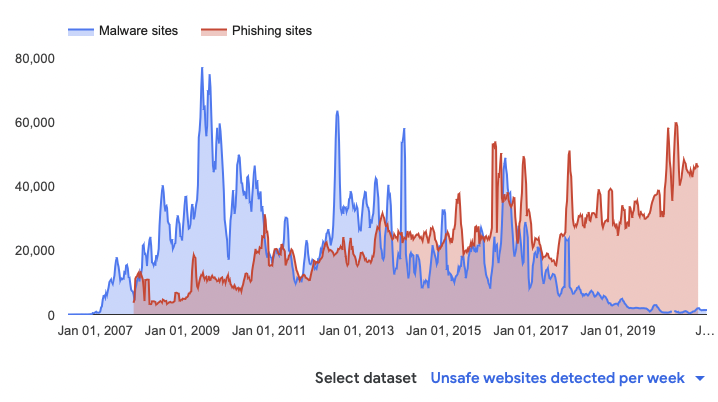 Malware sites Phishing sites
80,000
60,000
40,000
20,000
0
Jan 01, 2007 Jan 01, 2009 Jan 01, 2011 Jan 01, 2013 Jan 01, 2015 Jan 01, 2017 Jan 01, 2019 J…
Select dataset Unsafe websites detected per week